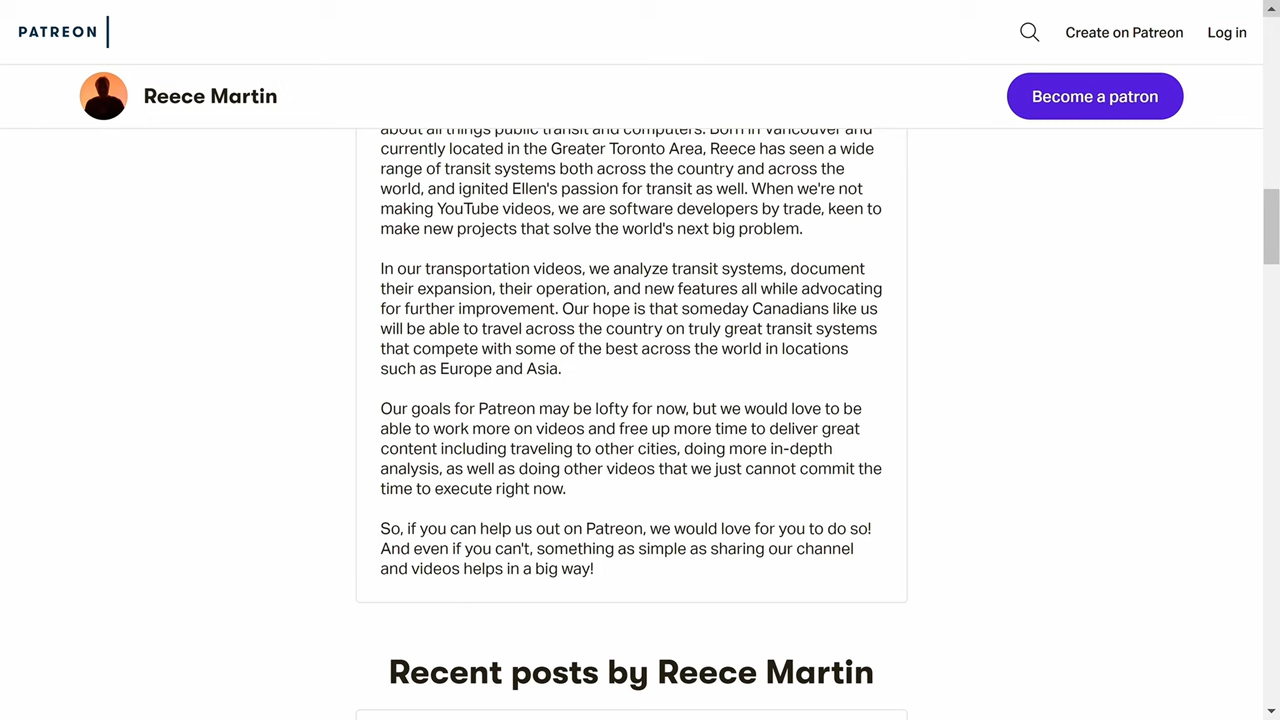 PATREON
Create on Patreon
Log in
Reece Martin
Become a patron
about all things public transit and computers. Born in Vancouver and
currently located in the Greater Toronto Area, Reece has seen a wide
range of transit systems both across the country and across the
world, and ignited Ellen's passion for transit as well. When we're not
making YouTube videos, we are software developers by trade, keen to
make new projects that solve the world's next big problem.
In our transportation videos, we analyze transit systems, document
their expansion, their operation, and new features all while advocating
for further improvement. Our hope is that someday Canadians like us
will be able to travel across the country on truly great transit systems
that compete with some of the best across the world in locations
such as Europe and Asia.
Our goals for Patreon may be lofty for now, but we would love to be
able to work more on videos and free up more time to deliver great
content including traveling to other cities, doing more in-depth
analysis, as well as doing other videos that we just cannot commit the
time to execute right now.
So, if you can help us out on Patreon, we would love for you to do so!
And even if you can't, something as simple as sharing our channel
and videos helps in a big way!
Recent posts by Reece Martin